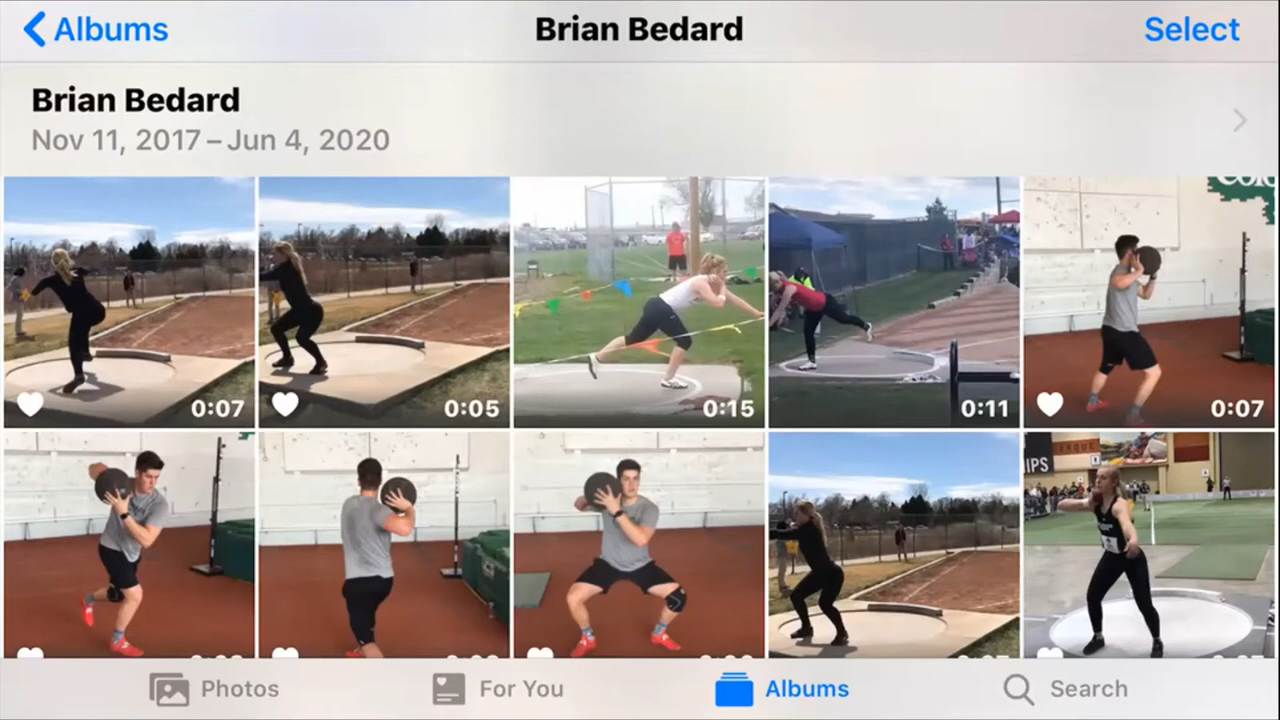 Albums
Brian Bedard
Select
Brian Bedard
Nov 11, 2017 – Jun 4, 2020
0:07
0:05
0:15
0:11
0:07
IPS
Photos
For You
Albums
Search